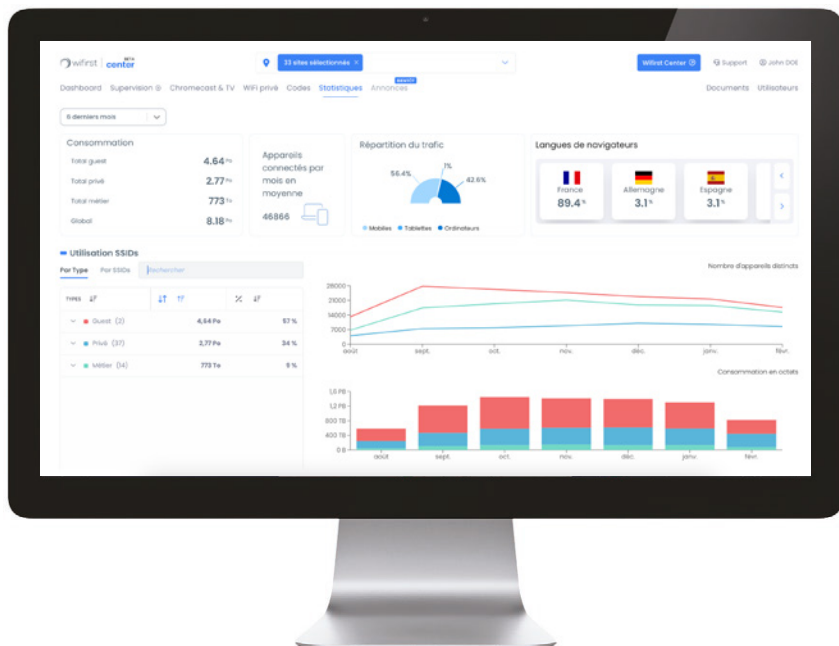 wifirst center BETA
33 sites sélectionnés ×
Wifirst Center
Support
John DOE
Dashboard Supervision Chromecast & TV WiFi privé Codes Statistiques Annonces
Documents Utilisateurs
6 derniers mois
Consommation
Total guest 4.64 Po
Total privé 2.77 Po
Total métier 773 To
Global 8.18 Po
Appareils
connectés par
mois en
moyenne
46866
Répartition du trafic
1%
56.4%
42.6%
Mobiles Tablettes Ordinateurs
Langues de navigateurs
France Allemagne Espagne
89.4% 3.1% 3.1%
Utilisation SSIDs
Par Type Par SSIDs Rechercher
TYPES %
Guest (2) 4,64 Po 57 %
Privé (37) 2,77 Po 34 %
Métier (14) 773 To 9 %
Nombre d'appareils distincts
28000
21000
14000
7000
0
août sept. oct. nov. déc. janv. févr.
Consommation en octets
1,6 PB
1,2 PB
800 TB
400 TB
0 B
août sept. oct. nov. déc. janv. févr.